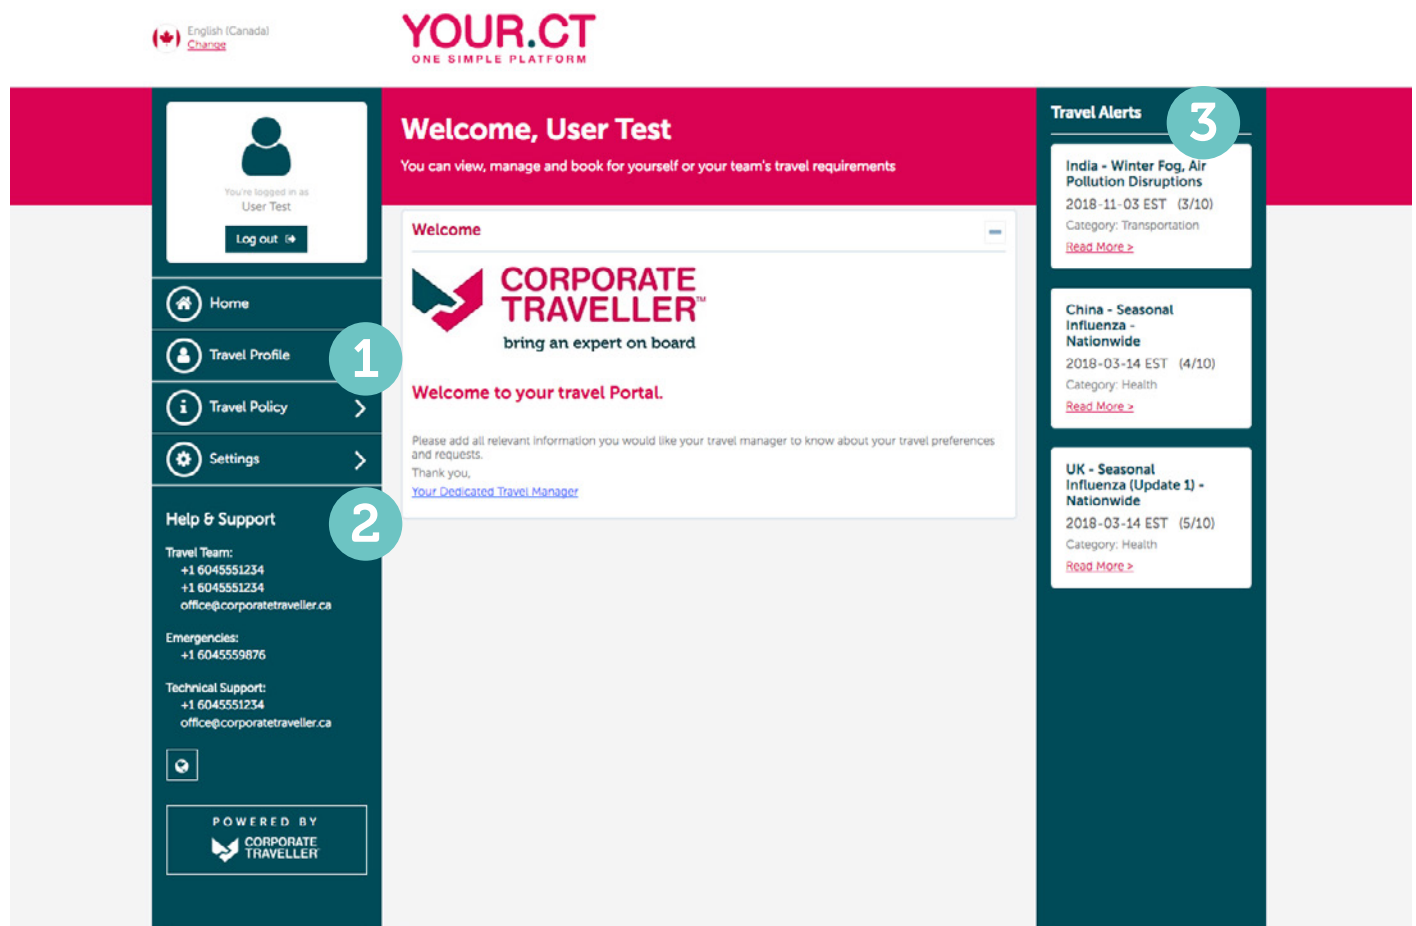 English (Canada)
Change
YOUR.CT
ONE SIMPLE PLATFORM
You're logged in as
User Test
Log out
Home
Travel Profile
1
Travel Policy
Settings
Help & Support
2
Travel Team:
+1 6045551234
+1 6045551234
office@corporatetraveller.ca
Emergencies:
+1 6045559876
Technical Support:
+1 6045551234
office@corporatetraveller.ca
POWERED BY
CORPORATE
TRAVELLER
Welcome, User Test
You can view, manage and book for yourself or your team's travel requirements
Welcome
CORPORATE
TRAVELLER™
bring an expert on board
Welcome to your travel Portal.
Please add all relevant information you would like your travel manager to know about your travel preferences
and requests.
Thank you,
Your Dedicated Travel Manager
Travel Alerts
3
India - Winter Fog, Air
Pollution Disruptions
2018-11-03 EST (3/10)
Category: Transportation
Read More >
China - Seasonal
Influenza -
Nationwide
2018-03-14 EST (4/10)
Category: Health
Read More >
UK - Seasonal
Influenza (Update 1) -
Nationwide
2018-03-14 EST (5/10)
Category: Health
Read More >